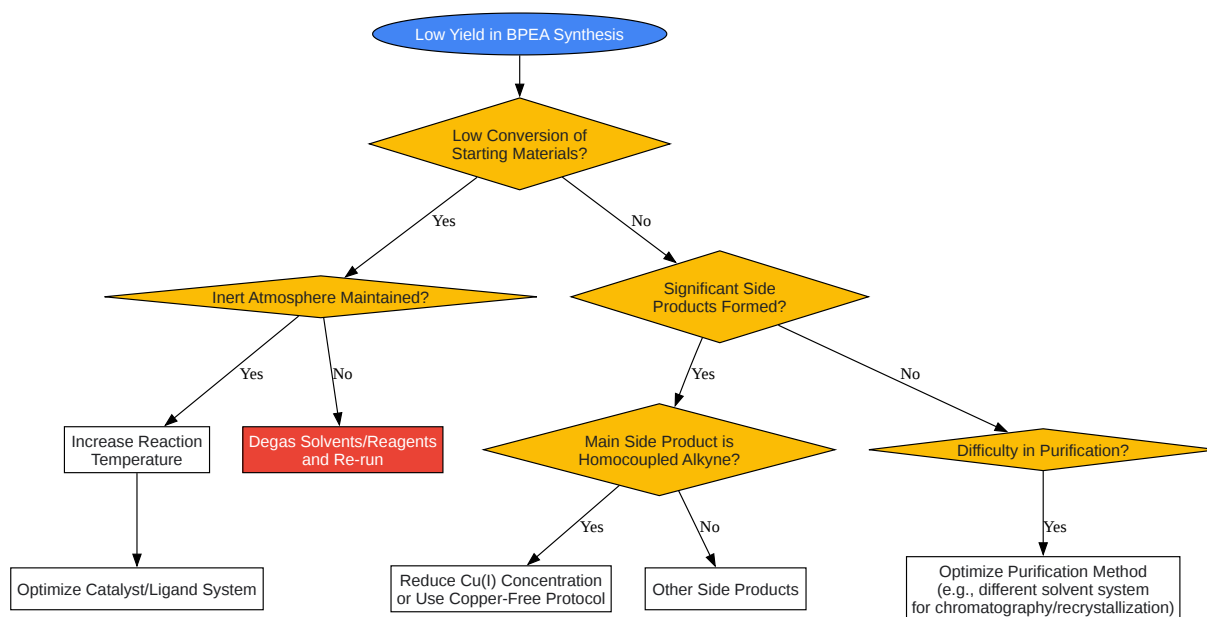 Low Yield in BPEA Synthesis
Low Conversion of
Starting Materials?
Yes
No
Inert Atmosphere Maintained?
Significant Side
Products Formed?
Yes
No
Yes
No
Increase Reaction
Temperature
Degas Solvents/Reagents
and Re-run
Main Side Product is
Homocoupled Alkyne?
Difficulty in Purification?
Yes
No
Yes
Optimize Catalyst/Ligand System
Reduce Cu(I) Concentration
or Use Copper-Free Protocol
Other Side Products
Optimize Purification Method
(e.g., different solvent system
for chromatography/recrystallization)